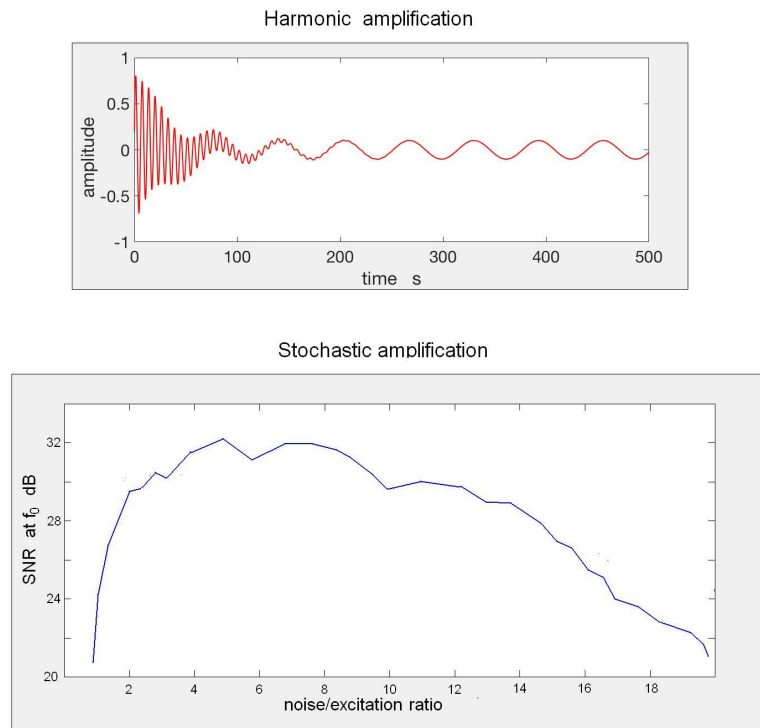 Harmonic amplification
1
0.5
0
-0.5
-1
amplitude
0 100 200 300 400 500
time s
Stochastic amplification
32
28
24
20
SNR at f₀ dB
2 4 6 8 10 12 14 16 18
noise/excitation ratio